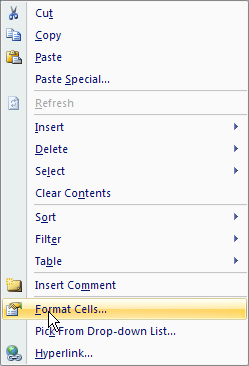 Cut
Copy
Paste
Paste Special...
Refresh
Insert
Delete
Select
Clear Contents
Sort
Filter
Table
Insert Comment
Format Cells...
Pick From Drop-down List...
Hyperlink...